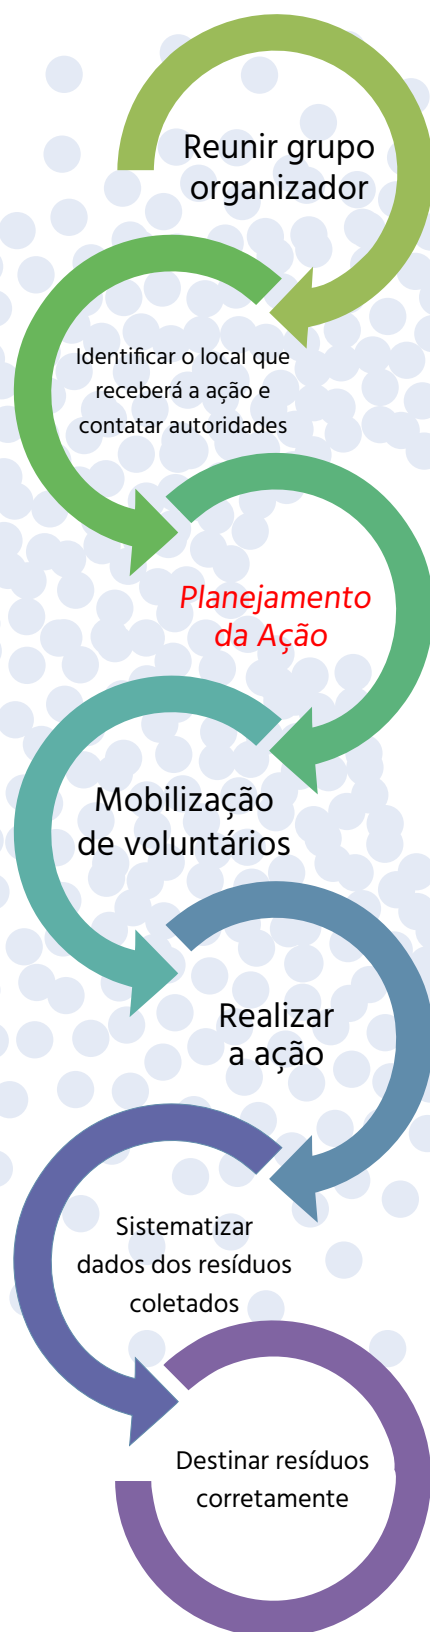 Reunir grupo
organizador
Identificar o local que
receberá a ação e
contatar autoridades
Planejamento
da Ação
Mobilização
de voluntários
Realizar
a ação
Sistematizar
dados dos resíduos
coletados
Destinar resíduos
corretamente